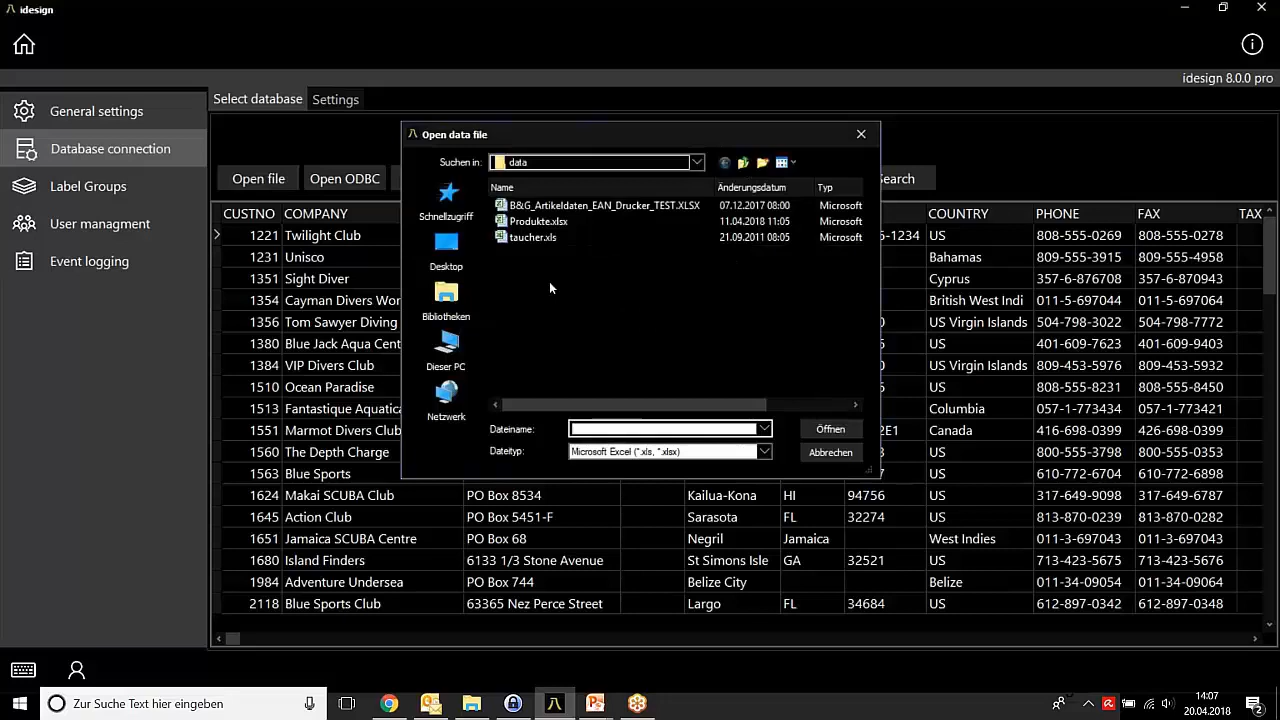 idesign
idesign 8.0.0 pro
General settings
Database connection
Label Groups
User management
Event logging
Select database
Settings
Open file
Open ODBC
earch
Open data file
Suchen in:
data
Schnellzugriff
Desktop
Bibliotheken
Dieser PC
Netzwerk
Name Änderungsdatum Typ
B&G_Artikeldaten_EAN_Drucker_TEST.XLSX 07.12.2017 08:00 Microsoft
Produkte.xlsx 11.04.2018 11:05 Microsoft
taucher.xls 21.09.2011 08:05 Microsoft
Dateiname:
Öffnen
Dateityp: Microsoft Excel (*.xls, *.xlsx)
Abbrechen
CUSTNO COMPANY COUNTRY PHONE FAX TAX
1221 Twilight Club 6-1234 US 808-555-0269 808-555-0278
1231 Unisco Bahamas 809-555-3915 809-555-4958
1351 Sight Diver Cyprus 357-6-876708 357-6-870943
1354 Cayman Divers Wor British West Indi 011-5-697044 011-5-697064
1356 Tom Sawyer Diving 0 US Virgin Islands 504-798-3022 504-798-7772
1380 Blue Jack Aqua Cent 7 US 401-609-7623 401-609-9403
1384 VIP Divers Club 0 US Virgin Islands 809-453-5976 809-453-5932
1510 Ocean Paradise US 808-555-8231 808-555-8450
1513 Fantastique Aquatica Columbia 057-1-773434 057-1-773421
1551 Marmot Divers Club 2E1 Canada 416-698-0399 426-698-0399
1560 The Depth Charge US 800-555-3798 800-555-0353
1563 Blue Sports US 610-772-6704 610-772-6898
1624 Makai SCUBA Club PO Box 8534 Kailua-Kona HI 94756 US 317-649-9098 317-649-6787
1645 Action Club PO Box 5451-F Sarasota FL 32274 US 813-870-0239 813-870-0282
1651 Jamaica SCUBA Centre PO Box 68 Negril Jamaica West Indies 011-3-697043 011-3-697043
1680 Island Finders 6133 1/3 Stone Avenue St Simons Isle GA 32521 US 713-423-5675 713-423-5676
1984 Adventure Undersea PO Box 744 Belize City Belize 011-34-09054 011-34-09064
2118 Blue Sports Club 63365 Nez Perce Street Largo FL 34684 US 612-897-0342 612-897-0348
Zur Suche Text hier eingeben
14:07
20.04.2018
2